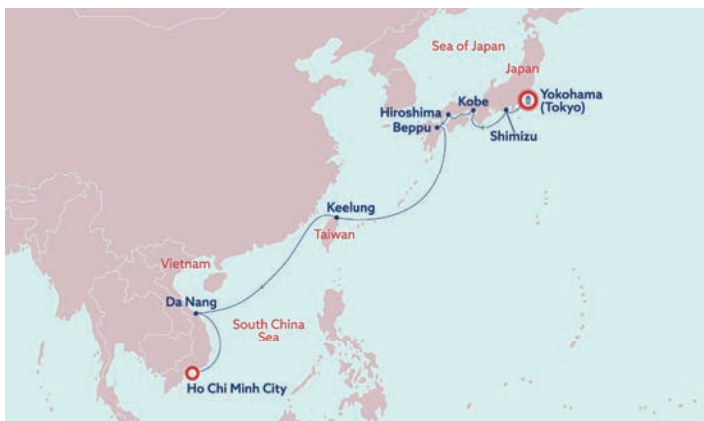 Sea of Japan
Japan
Yokohama
(Tokyo)
Kobe
Hiroshima
Beppu
Shimizu
Keelung
Taiwan
Vietnam
Da Nang
South China
Sea
Ho Chi Minh City